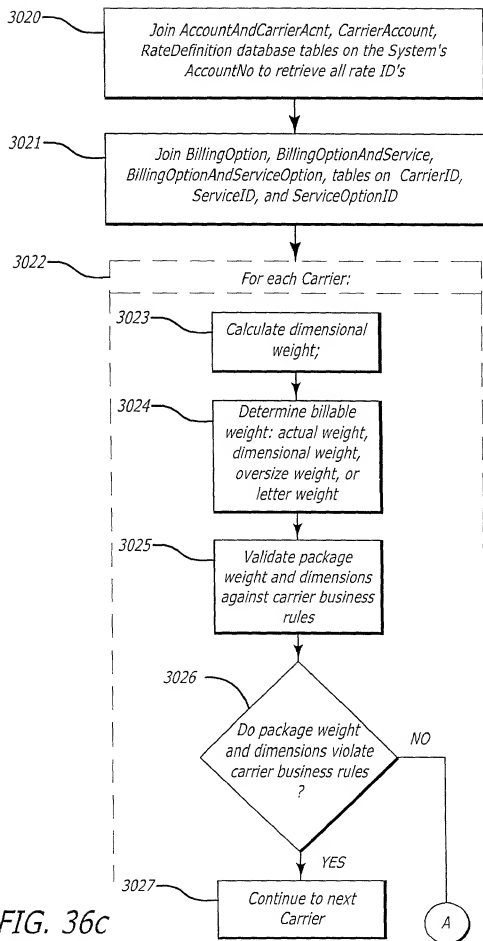 3020
Join AccountAndCarrierAcnt, CarrierAccount,
RateDefinition database tables on the System's
AccountNo to retrieve all rate ID's
3021
Join BillingOption, BillingOptionAndService,
BillingOptionAndServiceOption, tables on CarrierID,
ServiceID, and ServiceOptionID
3022
For each Carrier:
3023
Calculate dimensional
weight;
3024
Determine billable
weight: actual weight,
dimensional weight,
oversize weight, or
letter weight
3025
Validate package
weight and dimensions
against carrier business
rules
3026
Do package weight
and dimensions violate
carrier business rules
?
NO
YES
3027
Continue to next
Carrier
A
FIG. 36c